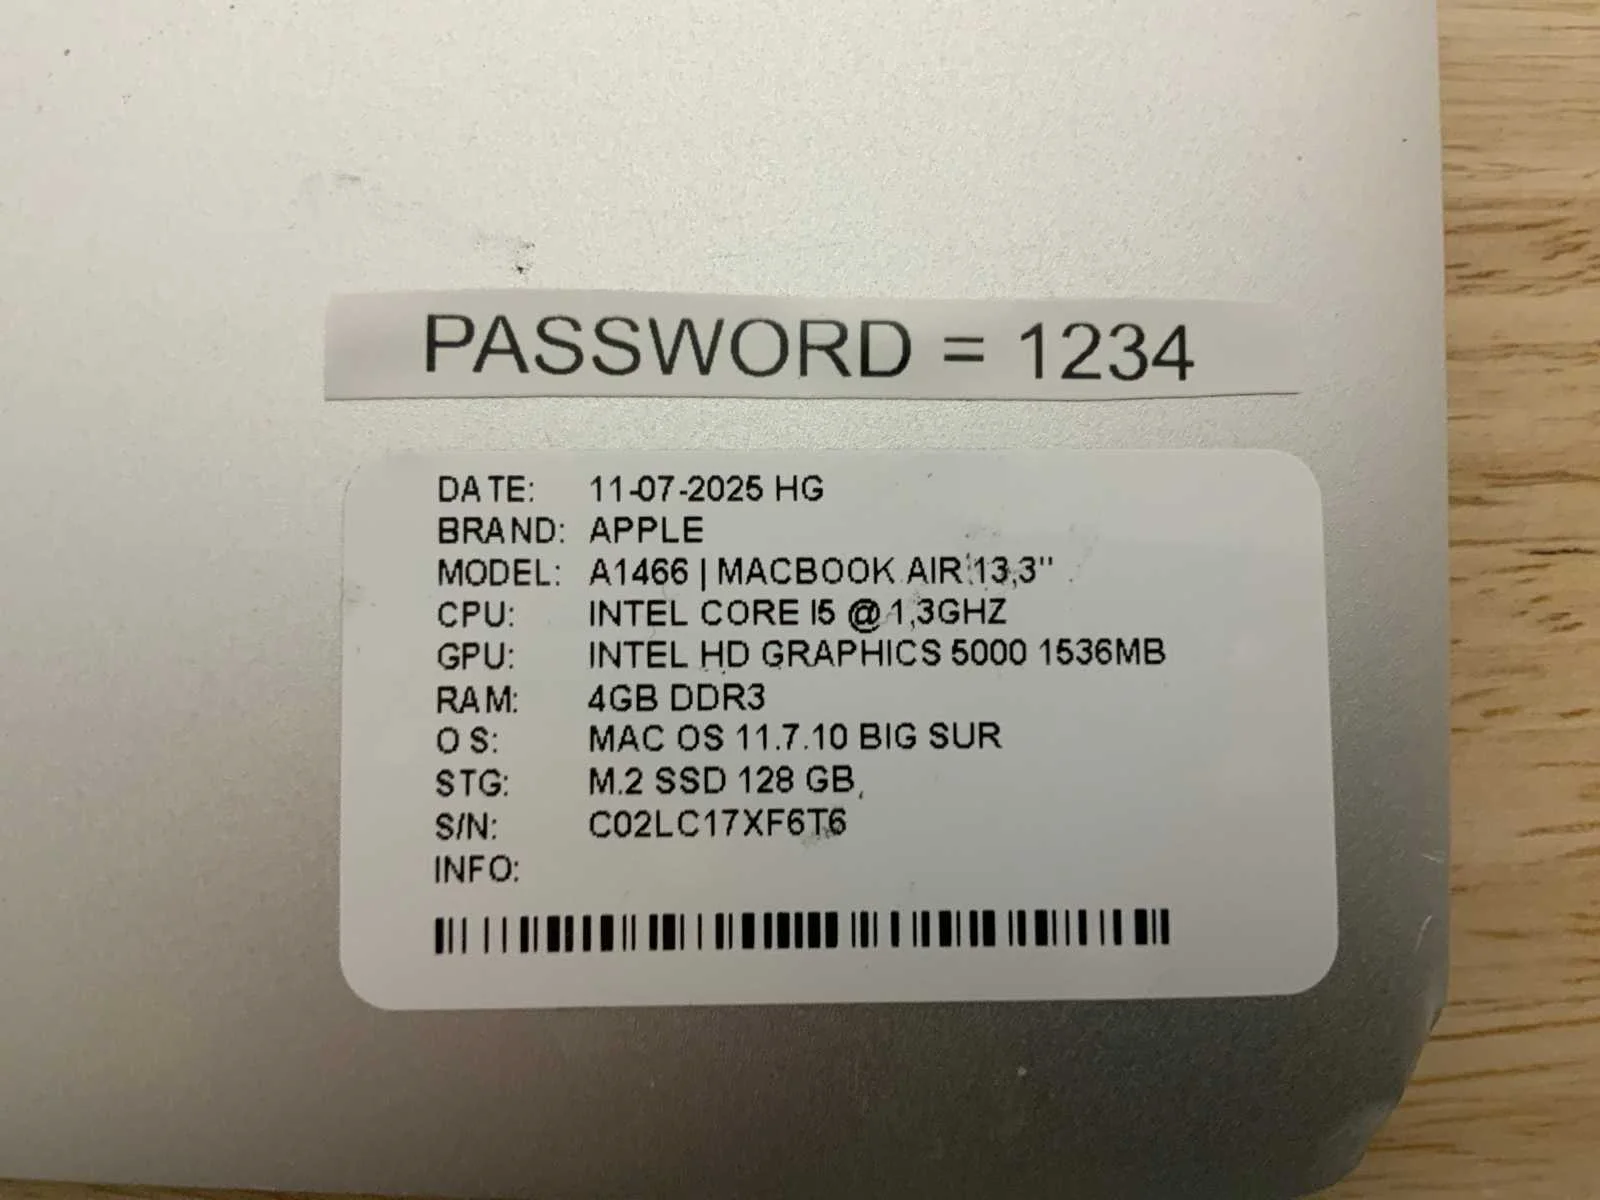 PASSWORD = 1234
DATE: 11-07-2025 HG
BRAND: APPLE
MODEL: A1466 | MACBOOK AIR 13,3"
CPU: INTEL CORE I5 @ 1,3GHZ
GPU: INTEL HD GRAPHICS 5000 1536MB
RAM: 4GB DDR3
OS: MAC OS 11.7.10 BIG SUR
STG: M.2 SSD 128 GB
S/N: C02LC17XF6T6
INFO: